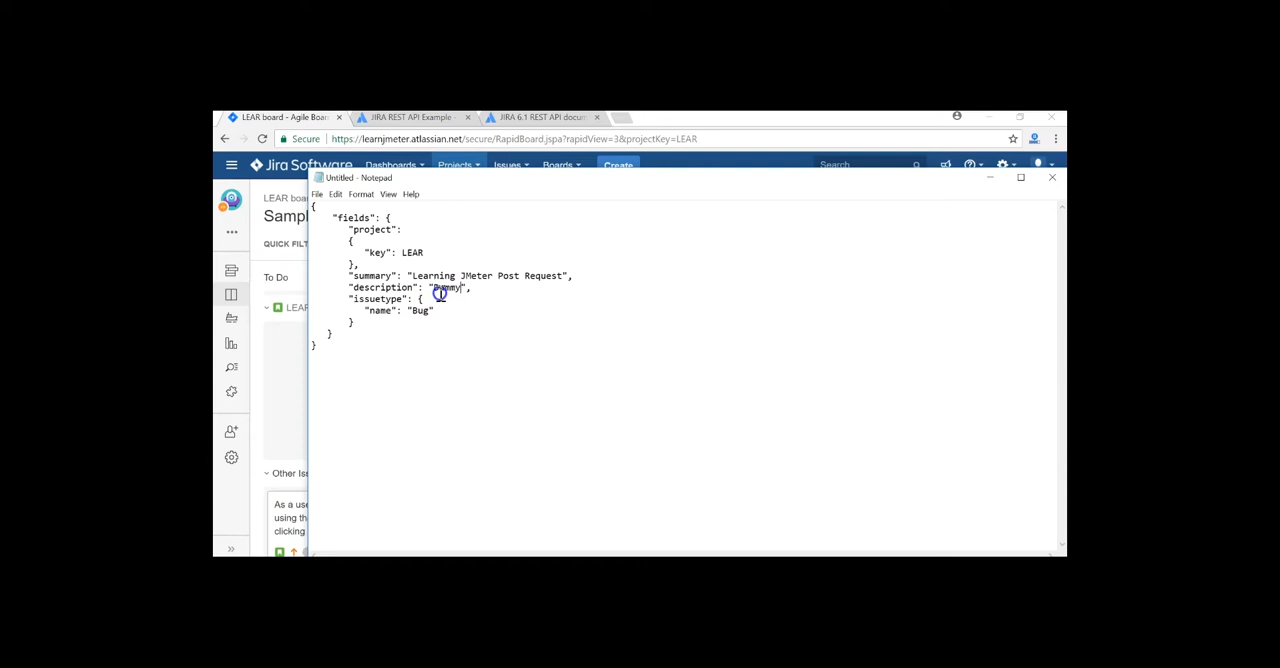 LEAR board - Agile Boar
JIRA REST API Example -
JIRA 6.1 REST API docum
Secure
https://learnjmeter.atlassian.net/secure/RapidBoard.jspa?rapidView=3&projectKey=LEAR
Jira Software
Dashboards
Projects
Issues
Boards
Create
Search
Untitled - Notepad
File Edit Format View Help
LEAR boa
Sampl
QUICK FILT
To Do
LEAR
Other Iss
As a use
using th
clicking
{
"fields": {
"project":
{
"key": LEAR
},
"summary": "Learning JMeter Post Request",
"description": "Dummy",
"issuetype": {
"name": "Bug"
}
}
}